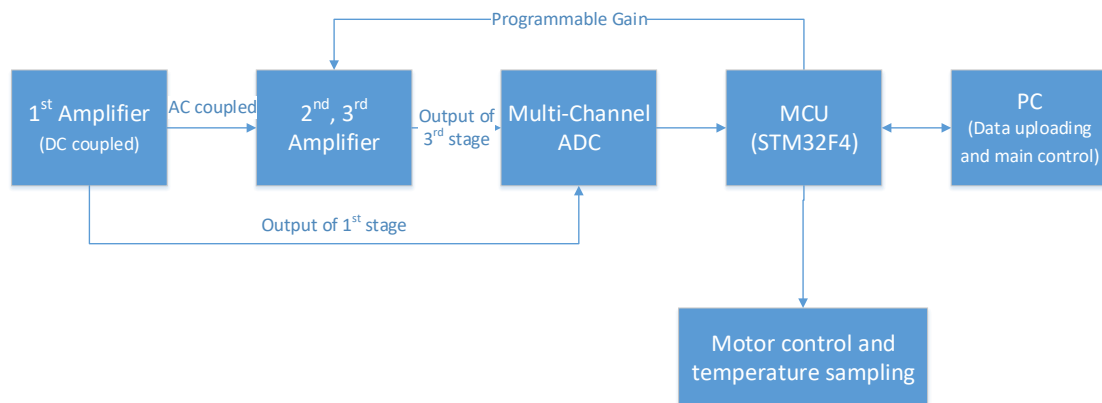 Programmable Gain
1st Amplifier
(DC coupled)
AC coupled
2nd, 3rd
Amplifier
Output of
3rd stage
Multi-Channel
ADC
MCU
(STM32F4)
PC
(Data uploading
and main control)
Output of 1st stage
Motor control and
temperature sampling